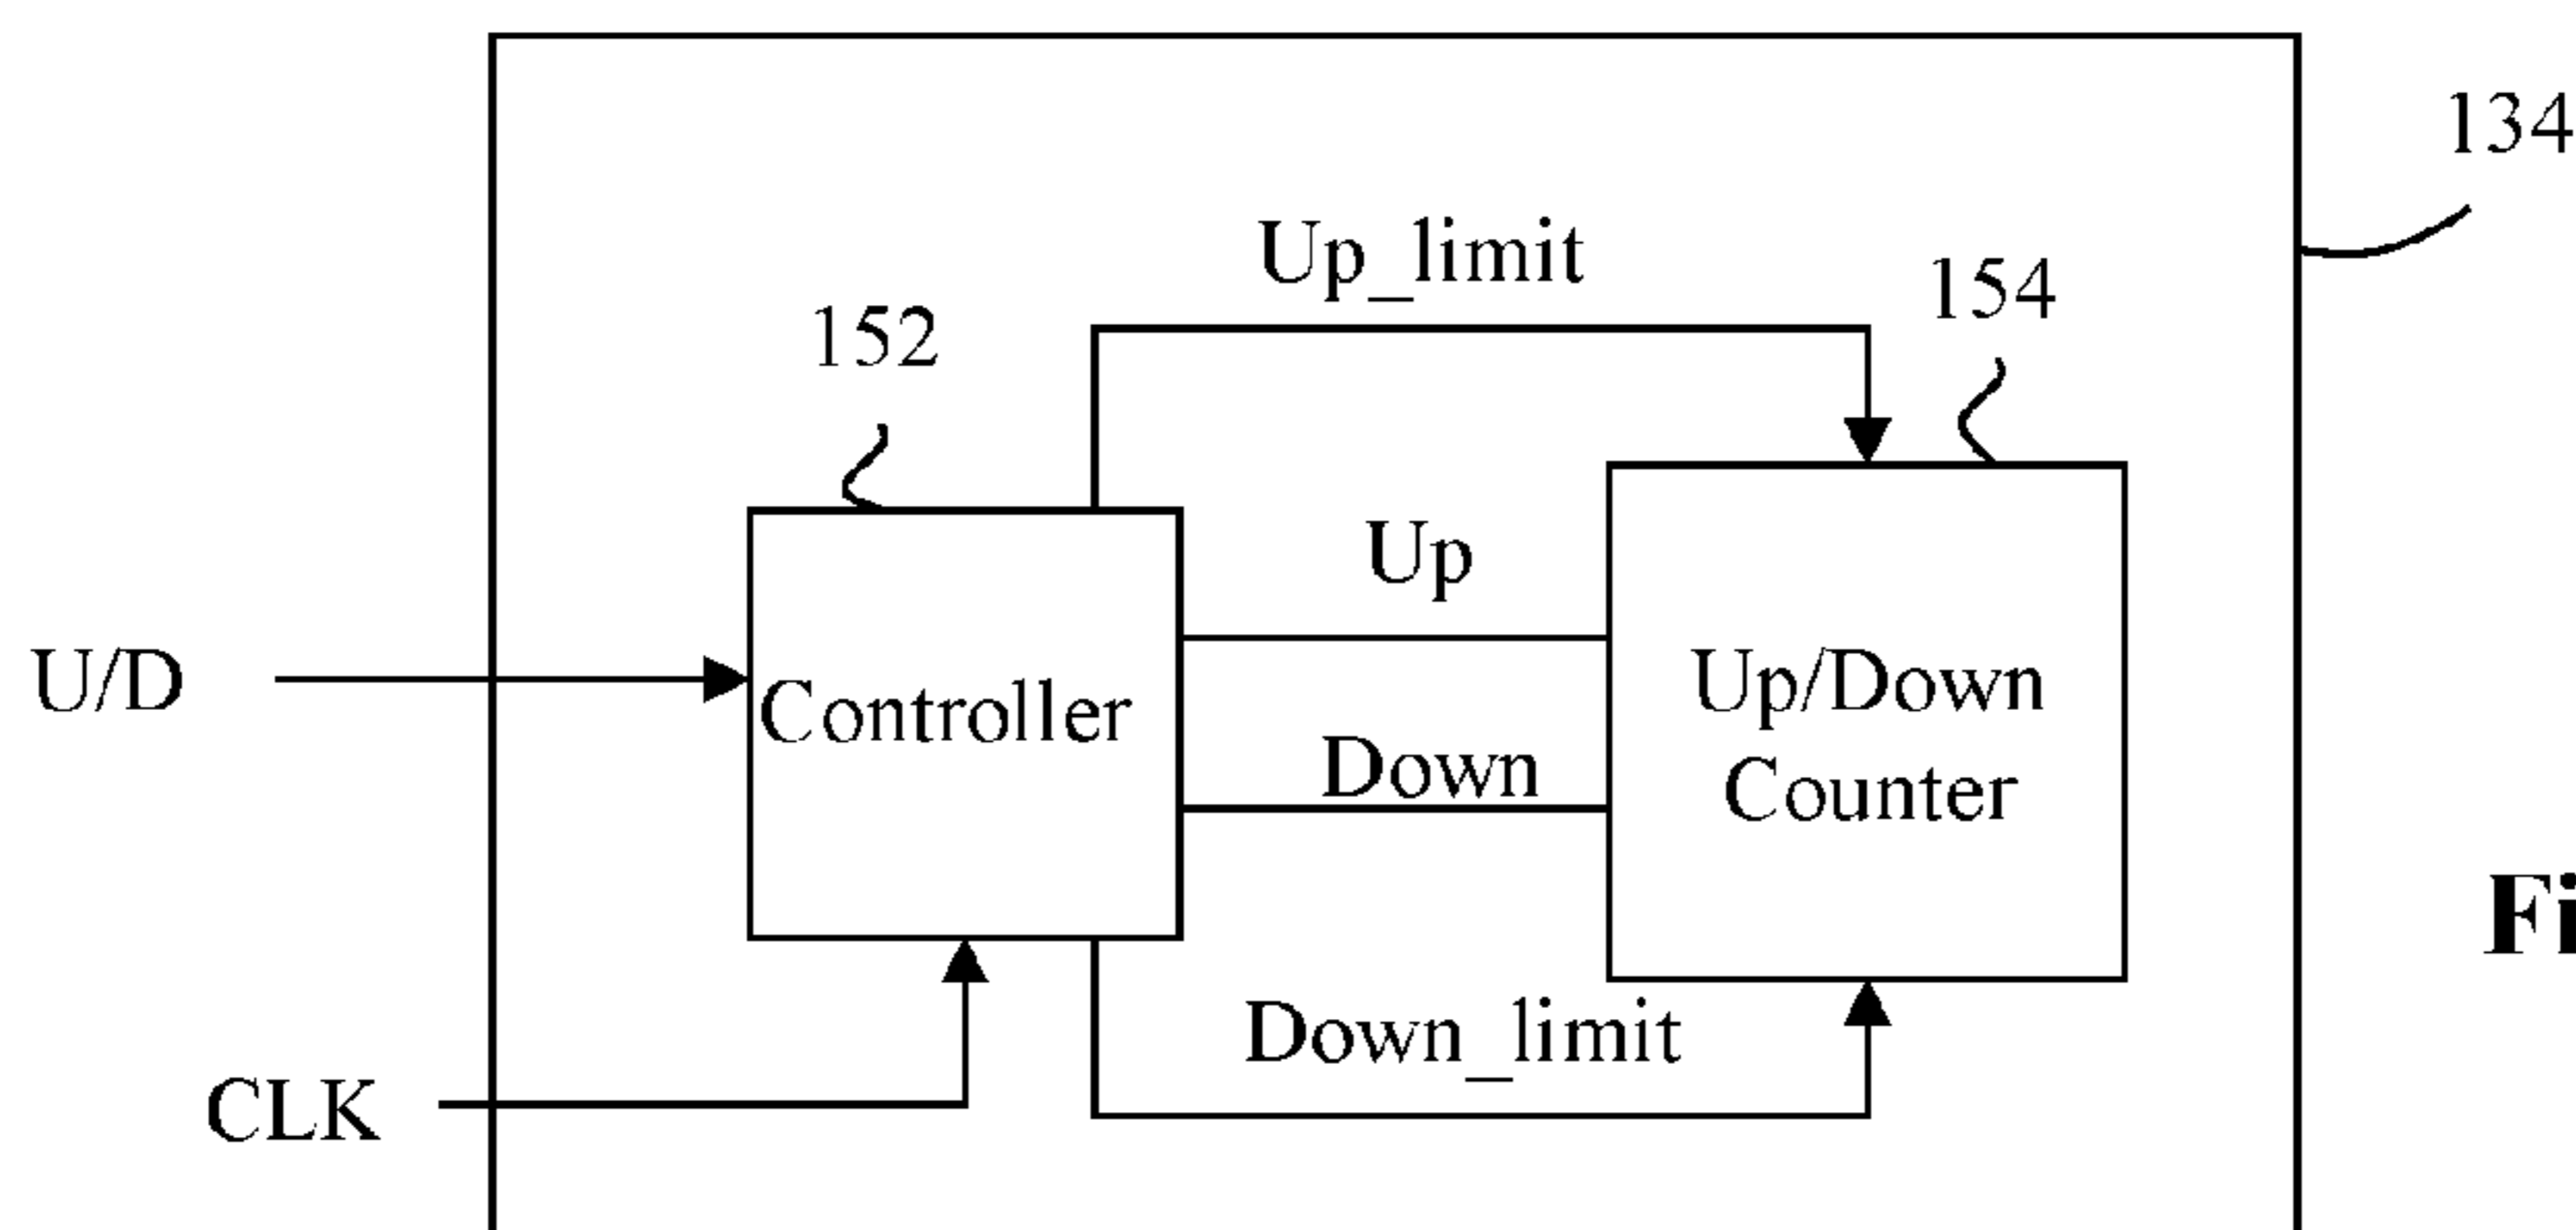 134
Up_limit
154
152
Up
U/D
Controller
Up/Down
Counter
Down
Down_limit
CLK